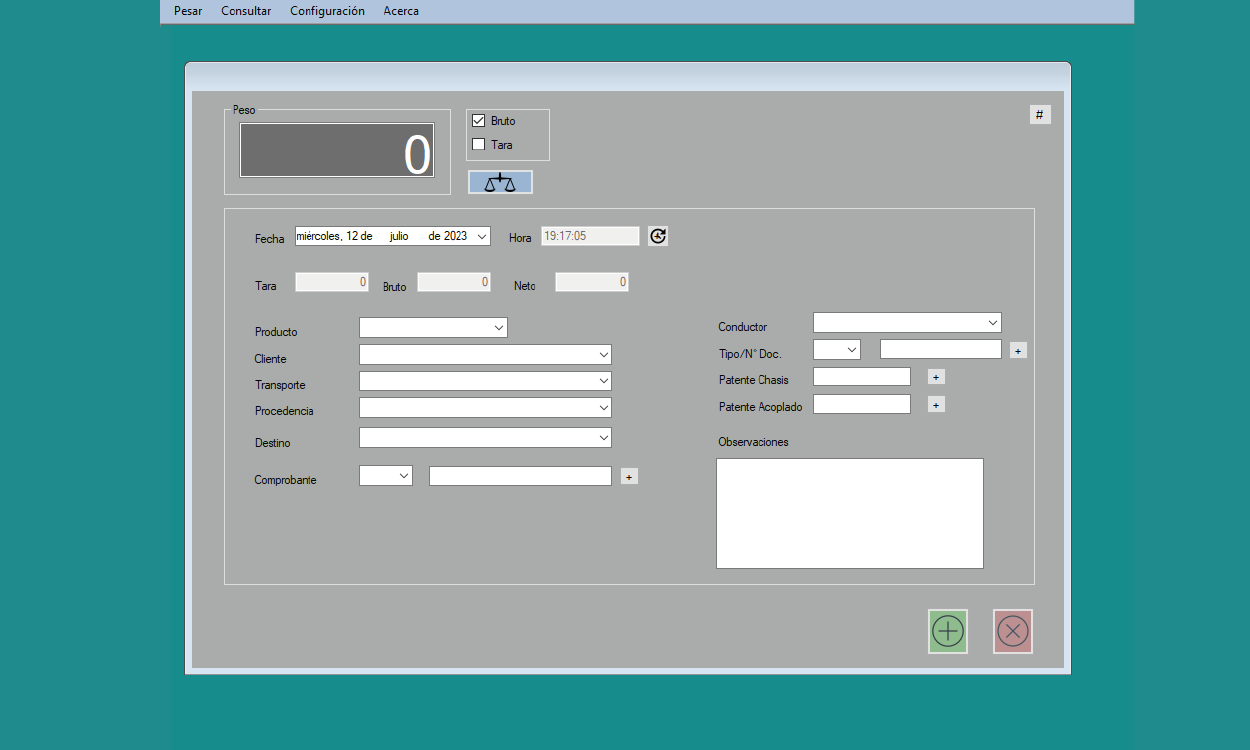 Pesar Consultar Configuración Acerca
Peso
0
Bruto
Tara
#
Fecha miércoles, 12 de julio de 2023 Hora 19:17:05
Tara 0 Bruto 0 Neto 0
Producto
Cliente
Transporte
Procedencia
Destino
Comprobante +
Conductor
Tipo/N° Doc. +
Patente Chasis +
Patente Acoplado +
Observaciones